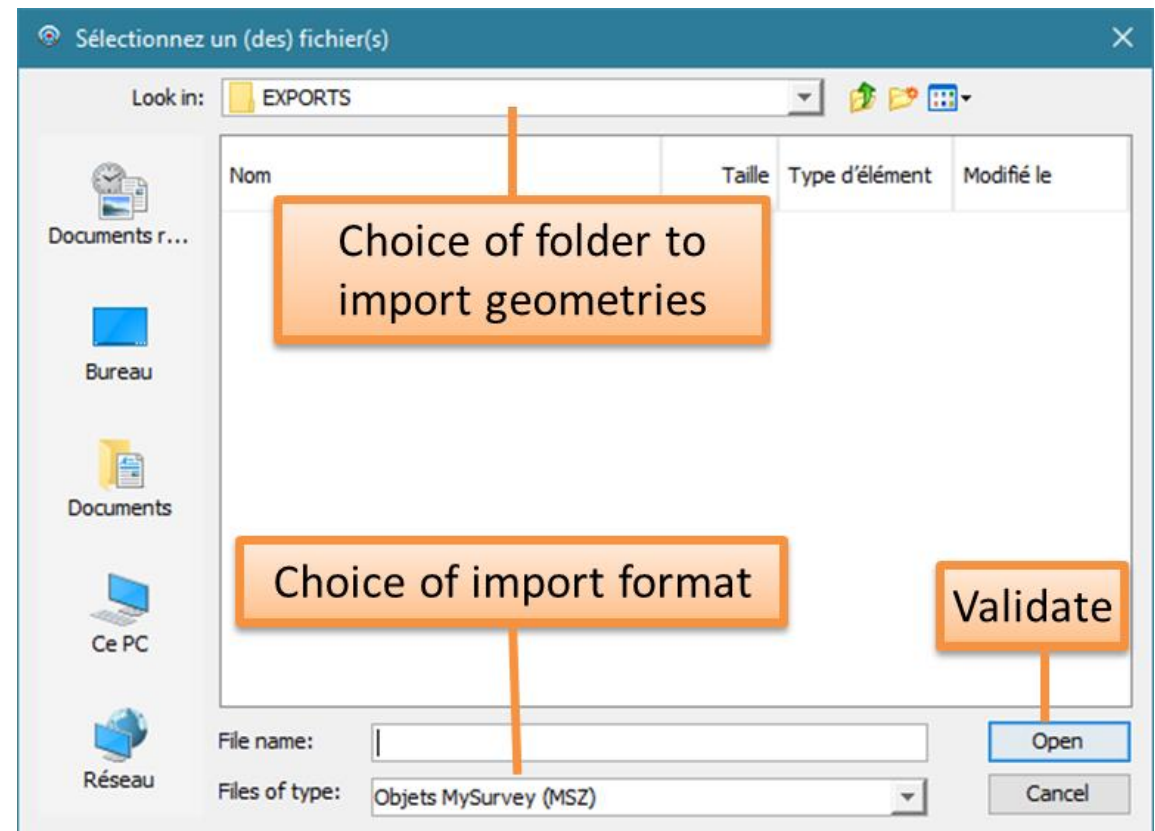 Sélectionnez un (des) fichier(s)
Look in: EXPORTS
Nom Taille Type d'élément Modifié le
Choice of folder to
import geometries
Documents r...
Bureau
Documents
Ce PC
Réseau
Choice of import format
Validate
File name: Open
Files of type: Objets MySurvey (MSZ) Cancel